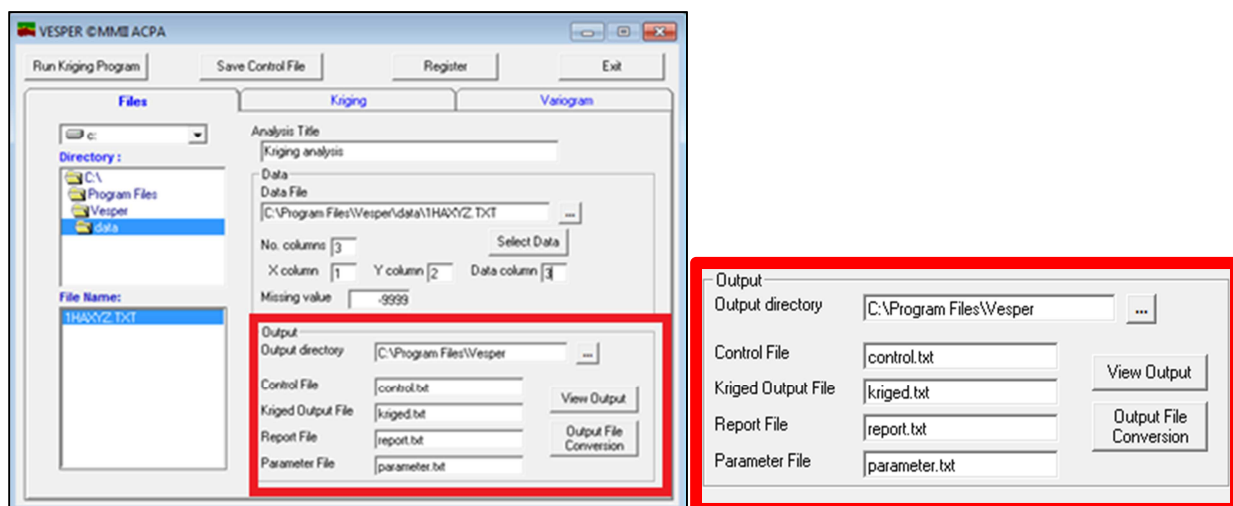 VESPER ©MMII ACPA
Run Kriging Program Save Control File Register Exit
Files Kriging Variogram
c:
Directory :
C:\
Program Files
Vesper
data
File Name:
1HAXYZ.TXT
Analysis Title
Kriging analysis
Data
Data File
C:\Program Files\Vesper\data\1HAXYZ.TXT ...
No. columns 3 Select Data
X column 1 Y column 2 Data column 3
Missing value -9999
Output
Output directory C:\Program Files\Vesper ...
Control File control.txt
View Output
Kriged Output File kriged.txt
Report File report.txt
Output File
Conversion
Parameter File parameter.txt
Output
Output directory C:\Program Files\Vesper ...
Control File control.txt
View Output
Kriged Output File kriged.txt
Report File report.txt
Output File
Conversion
Parameter File parameter.txt